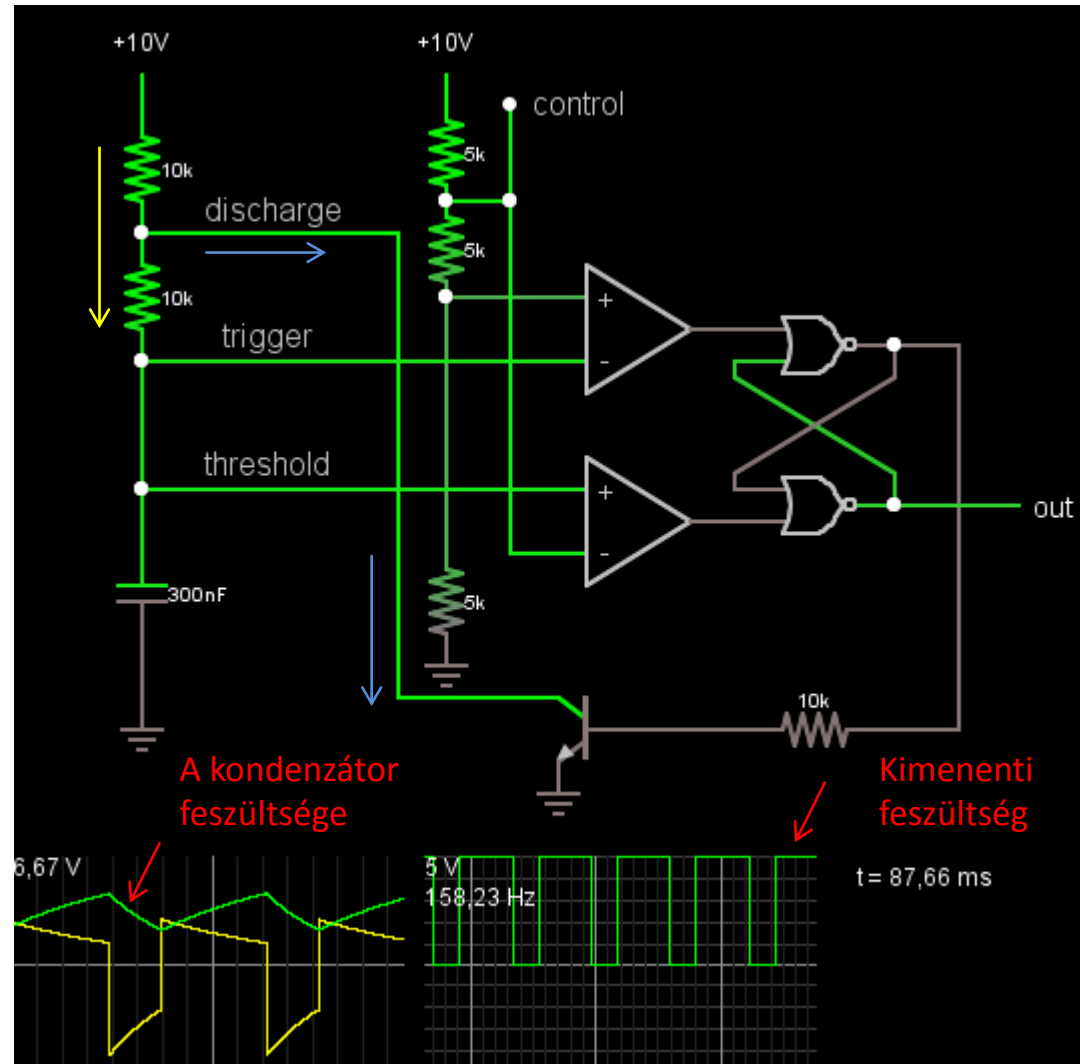 +10V
+10V
control
10k
5k
discharge
5k
10k
+
trigger
-
threshold
+
out
-
300nF
5k
10k
A kondenzátor
feszültsége
Kimenenti
feszültség
6,67 V
5 V
158,23 Hz
t = 87,66 ms